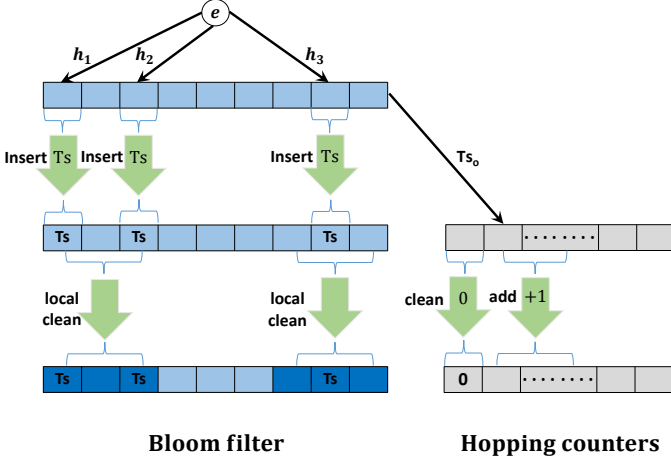 e
h₁
h₂
h₃
Insert Ts
Insert Ts
Insert Ts
Tsₒ
Ts
Ts
Ts
........
local
clean
local
clean
clean 0
add +1
Ts
Ts
Ts
0
........
Bloom filter
Hopping counters